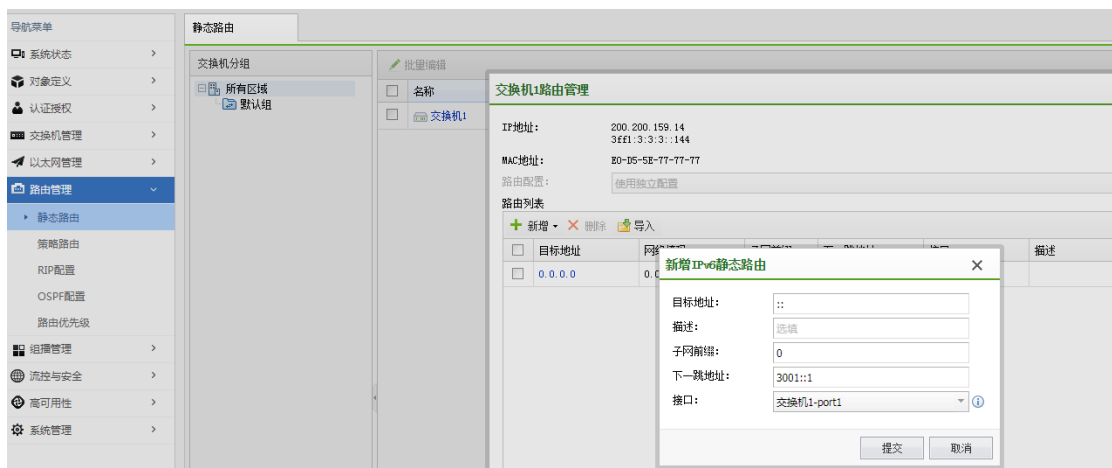 导航菜单
系统状态
对象定义
认证授权
交换机管理
以太网管理
路由管理
静态路由
策略路由
RIP配置
OSPF配置
路由优先级
组播管理
流控与安全
高可用性
系统管理
静态路由
交换机分组
所有区域
默认组
批量编辑
名称
交换机1
交换机1路由管理
IP地址: 200.200.159.14
3ff1:3:3:3::144
MAC地址: E0-D5-5E-77-77-77
路由配置: 使用独立配置
路由列表
新增 删除 导入
目标地址 描述
0.0.0.0
新增IPv6静态路由
目标地址: ::
描述: 选填
子网前缀: 0
下一跳地址: 3001::1
接口: 交换机1-port1
提交 取消